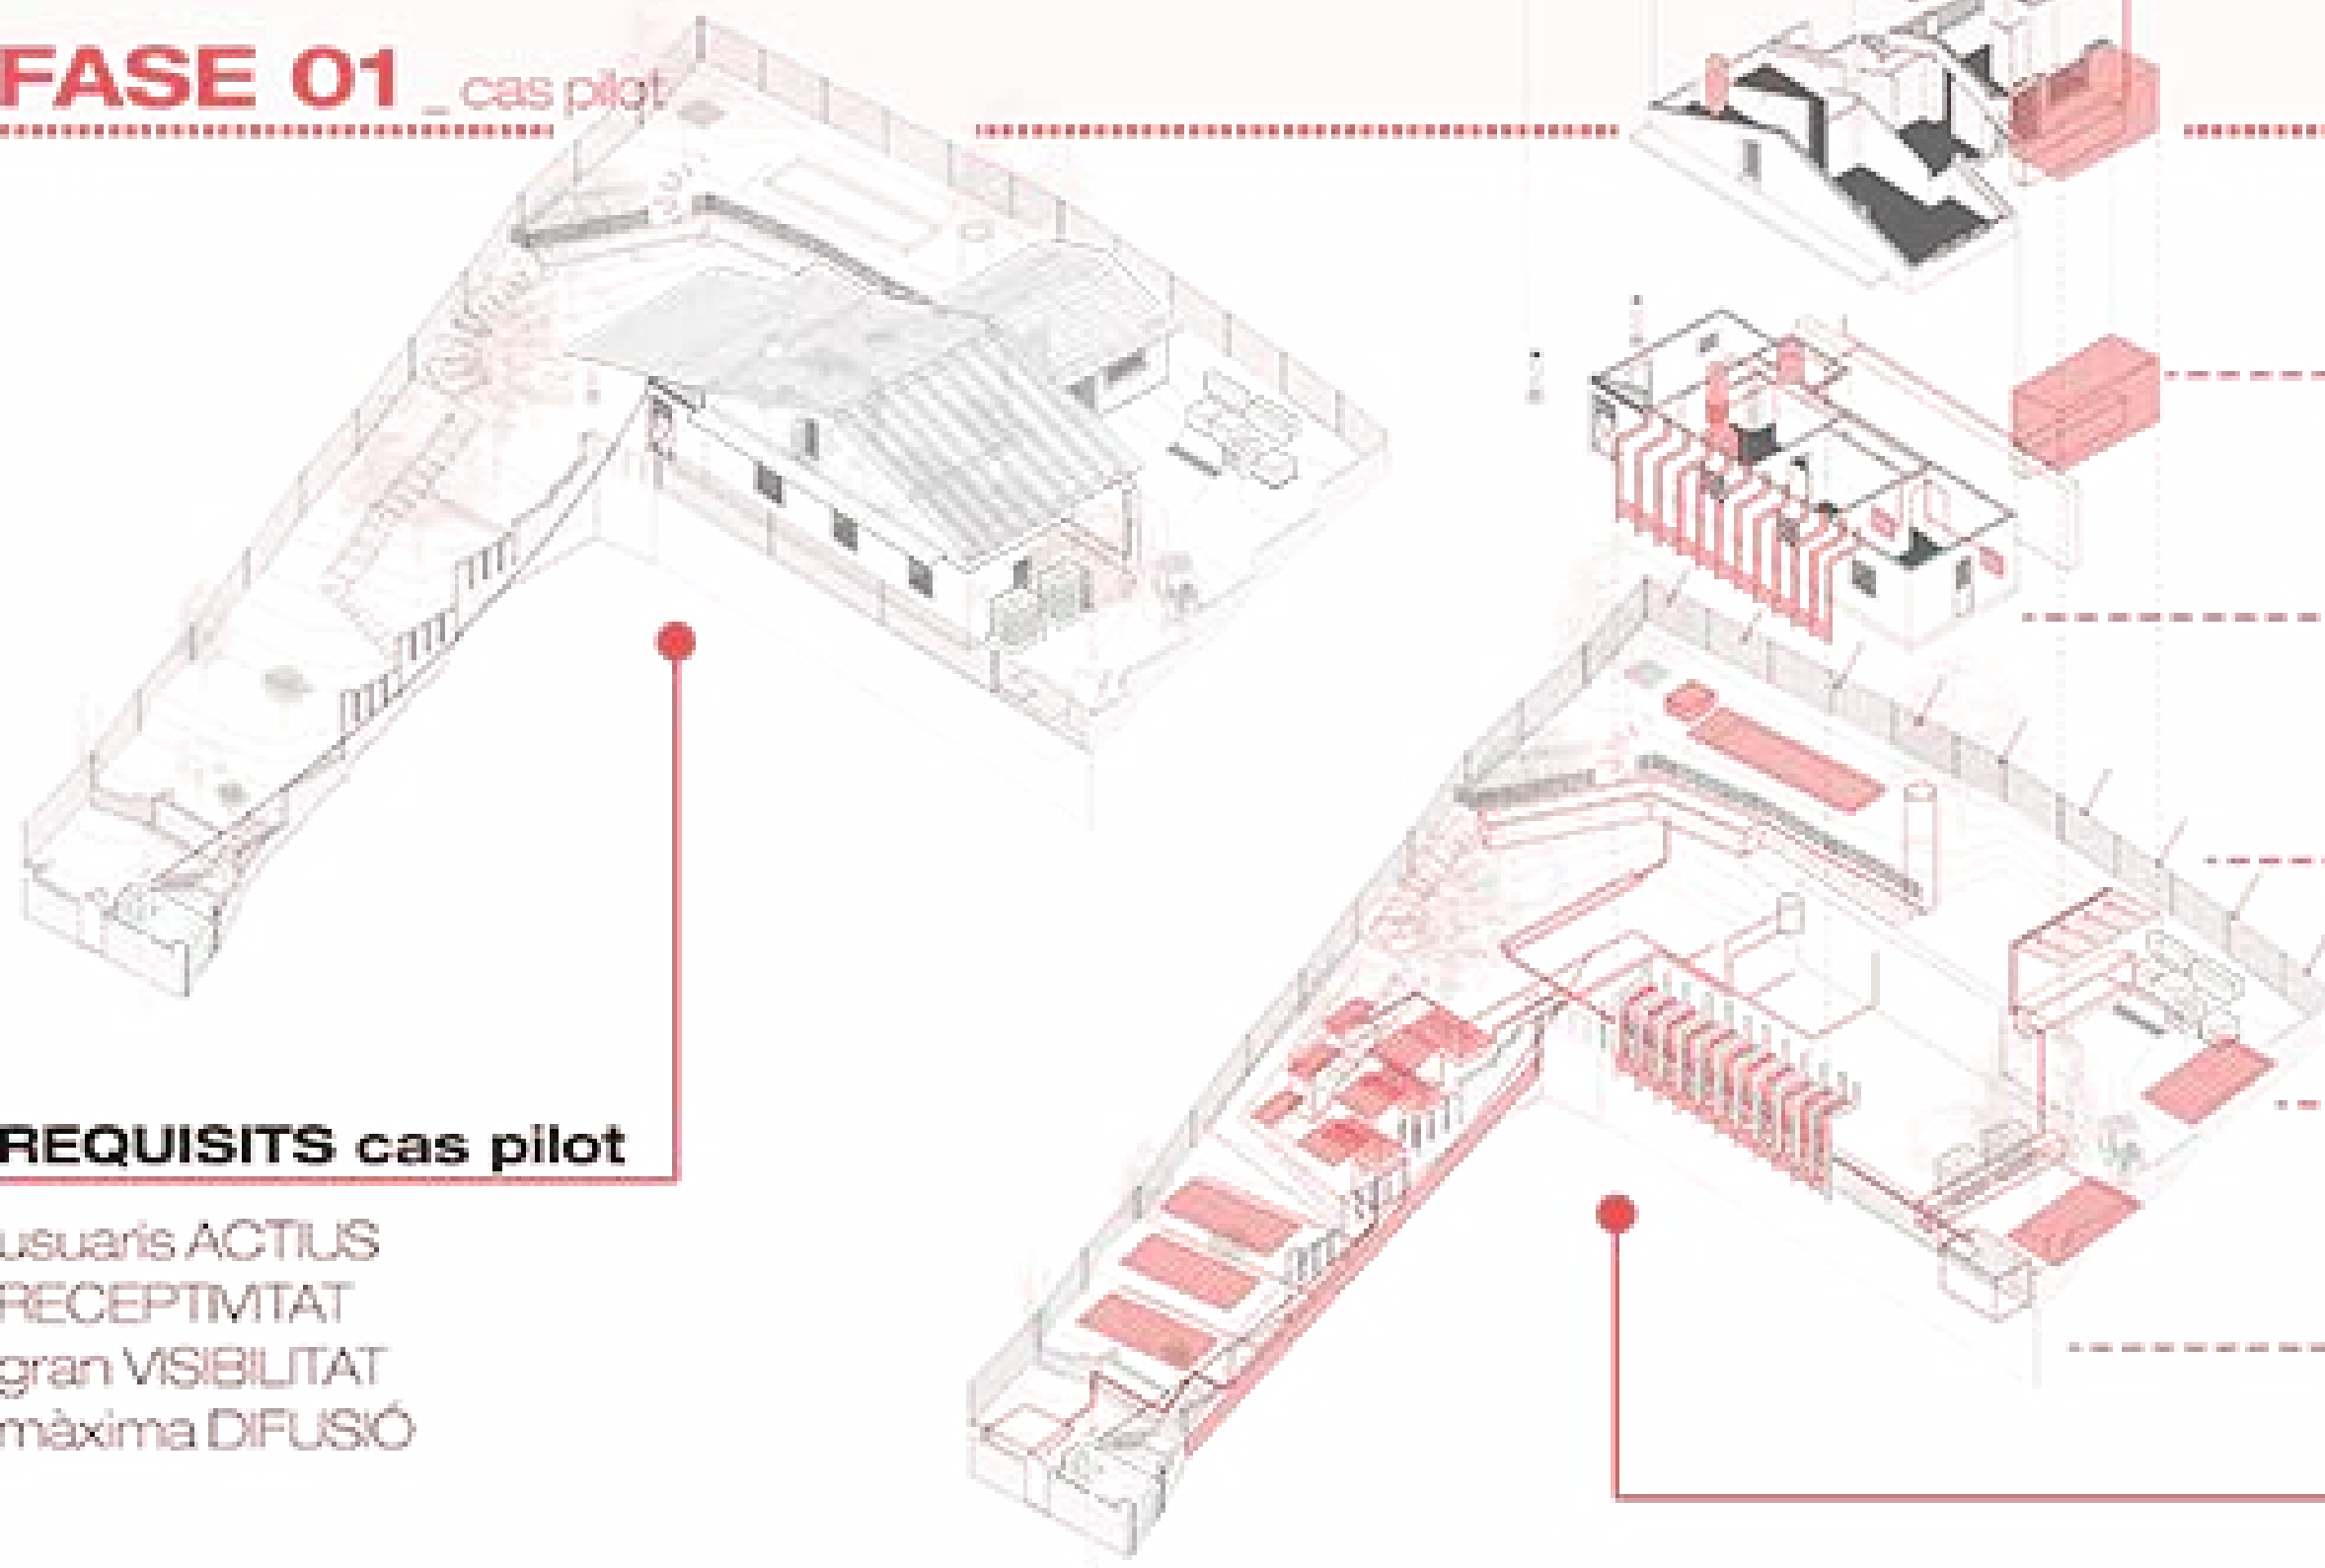 FASE 01 _ cas pilot
REQUISITS cas pilot
usuaris ACTIUS
RECEPTIVITAT
gran VISIBILITAT
màxima DIFUSIÓ